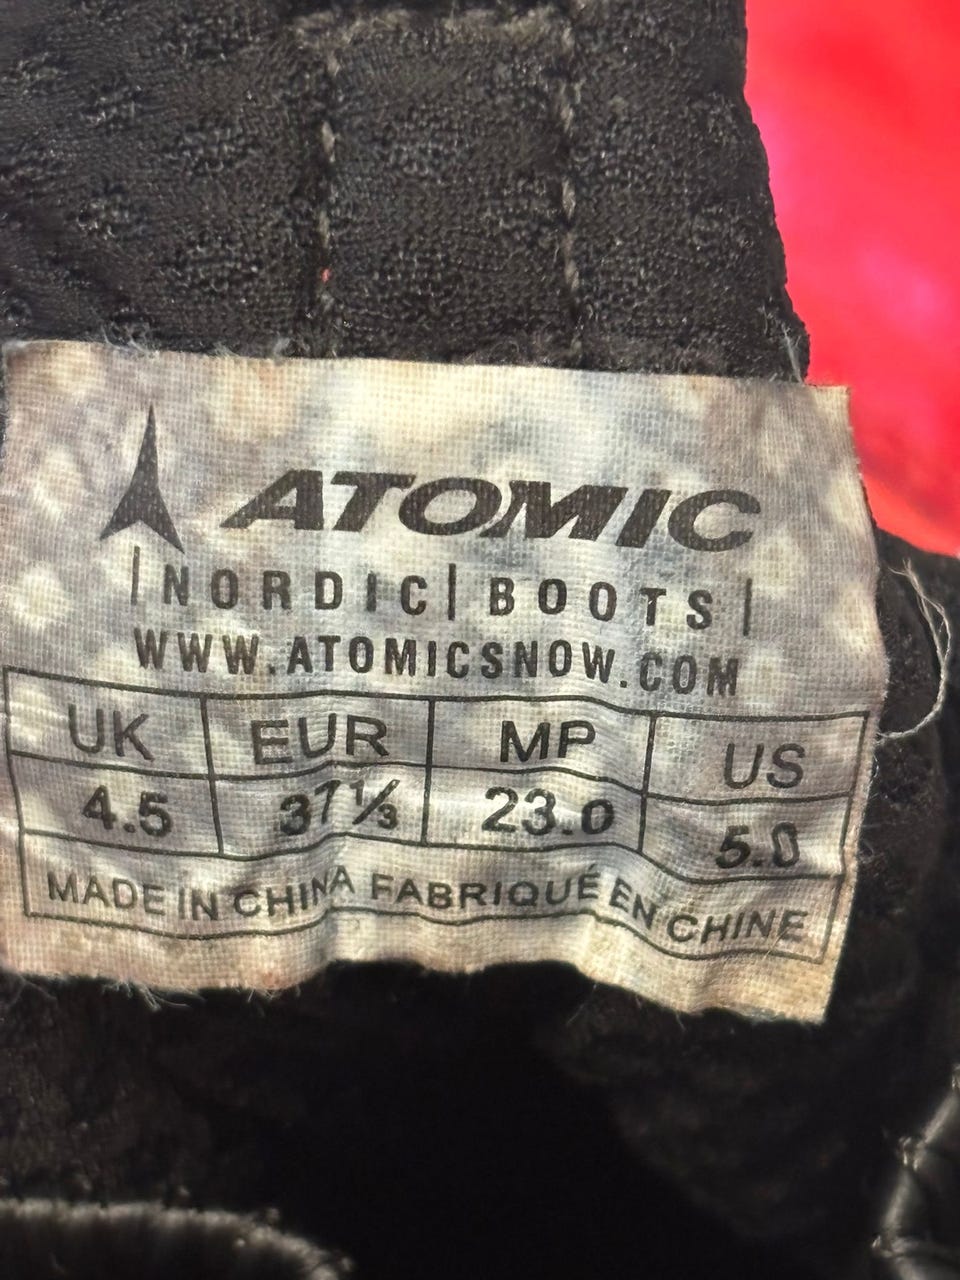 ATOMIC
|NORDIC| BOOTS|
WWW.ATOMICSNOW.COM
UK EUR MP US
4.5 37⅓ 23.0 5.0
MADE IN CHINA FABRIQUÉ EN CHINE